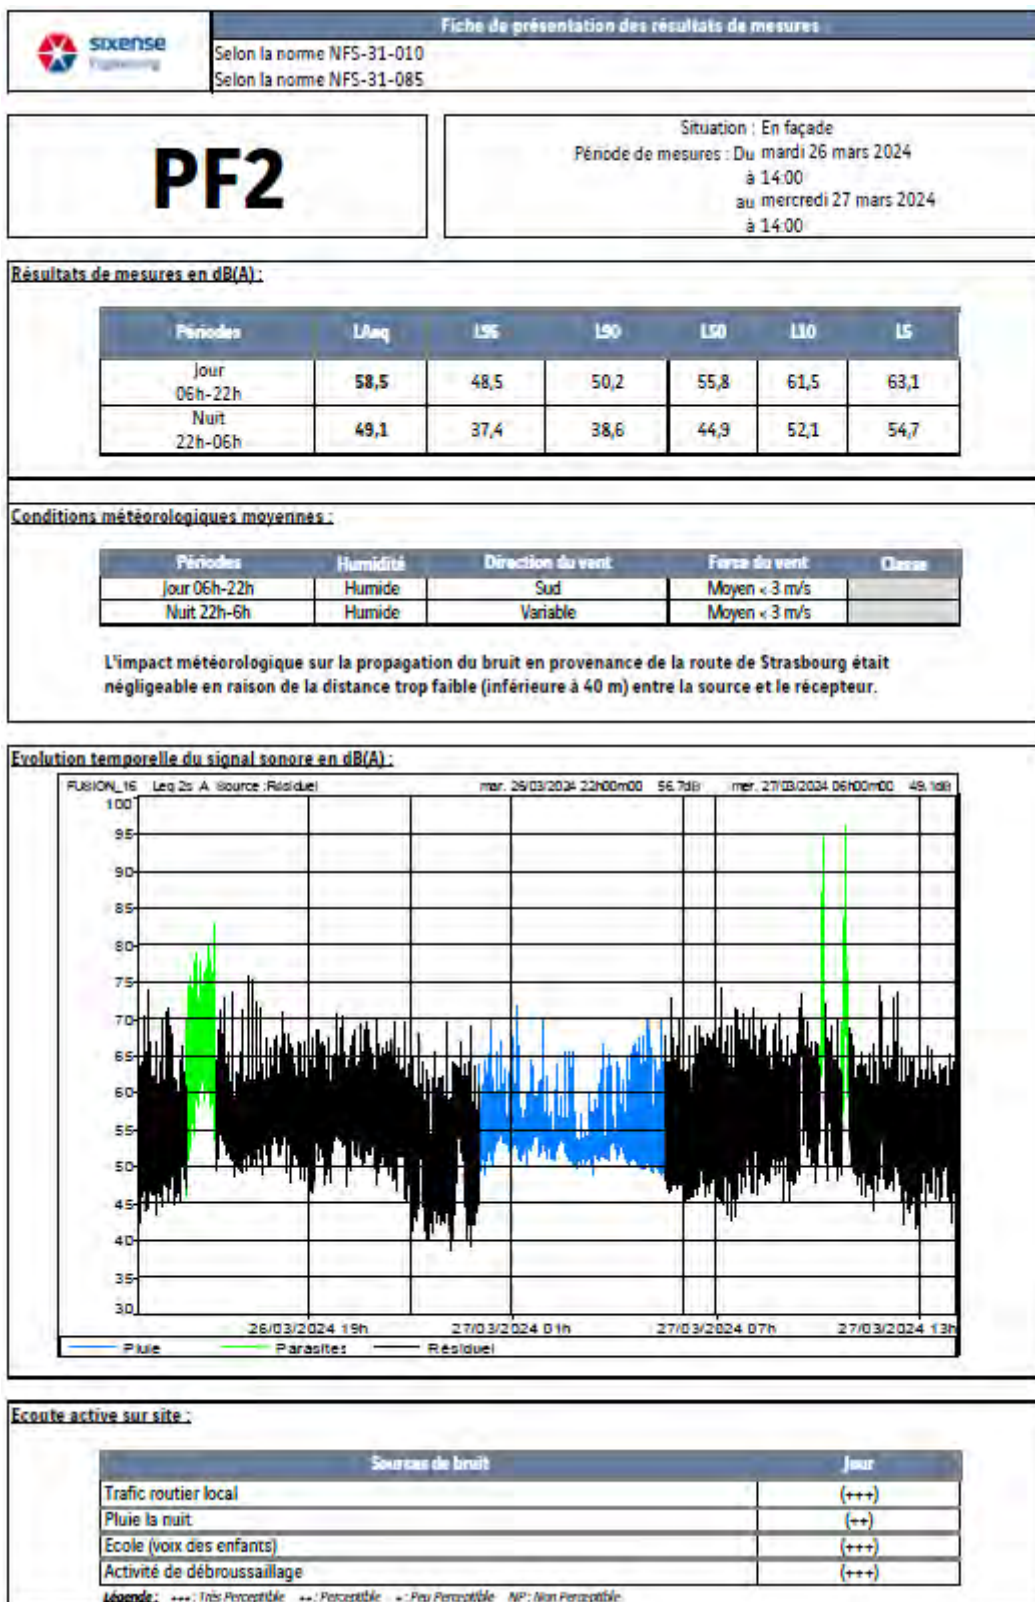 sixense
Engineering
Fiche de présentation des résultats de mesures
Selon la norme NFS-31-010
Selon la norme NFS-31-085
PF2
Situation : En façade
Période de mesures : Du mardi 26 mars 2024
à 14:00
au mercredi 27 mars 2024
à 14:00
Résultats de mesures en dB(A) :
Périodes LAeq L95 L90 L50 L10 L5
Jour
06h-22h 58,5 48,5 50,2 55,8 61,5 63,1
Nuit
22h-06h 49,1 37,4 38,6 44,9 52,1 54,7
Conditions météorologiques moyennes :
Périodes Humidité Direction du vent Force du vent Classe
Jour 06h-22h Humide Sud Moyen < 3 m/s
Nuit 22h-6h Humide Variable Moyen < 3 m/s
L'impact météorologique sur la propagation du bruit en provenance de la route de Strasbourg était
négligeable en raison de la distance trop faible (inférieure à 40 m) entre la source et le récepteur.
Evolution temporelle du signal sonore en dB(A) :
FUSION_16 Leq 2s A Source :Résiduel mar. 26/03/2024 22h00m00 56.7dB mer. 27/03/2024 06h00m00 49.1dB
100
95
90
85
80
75
70
65
60
55
50
45
40
35
30
26/03/2024 19h 27/03/2024 01h 27/03/2024 07h 27/03/2024 13h
Pluie Parasites Résiduel
Ecoute active sur site :
Sources de bruit Jour
Trafic routier local (+++)
Pluie la nuit (++)
Ecole (voix des enfants) (+++)
Activité de débroussaillage (+++)
Légende : +++ : Très Perceptible ++ : Perceptible + : Peu Perceptible NP : Non Perceptible